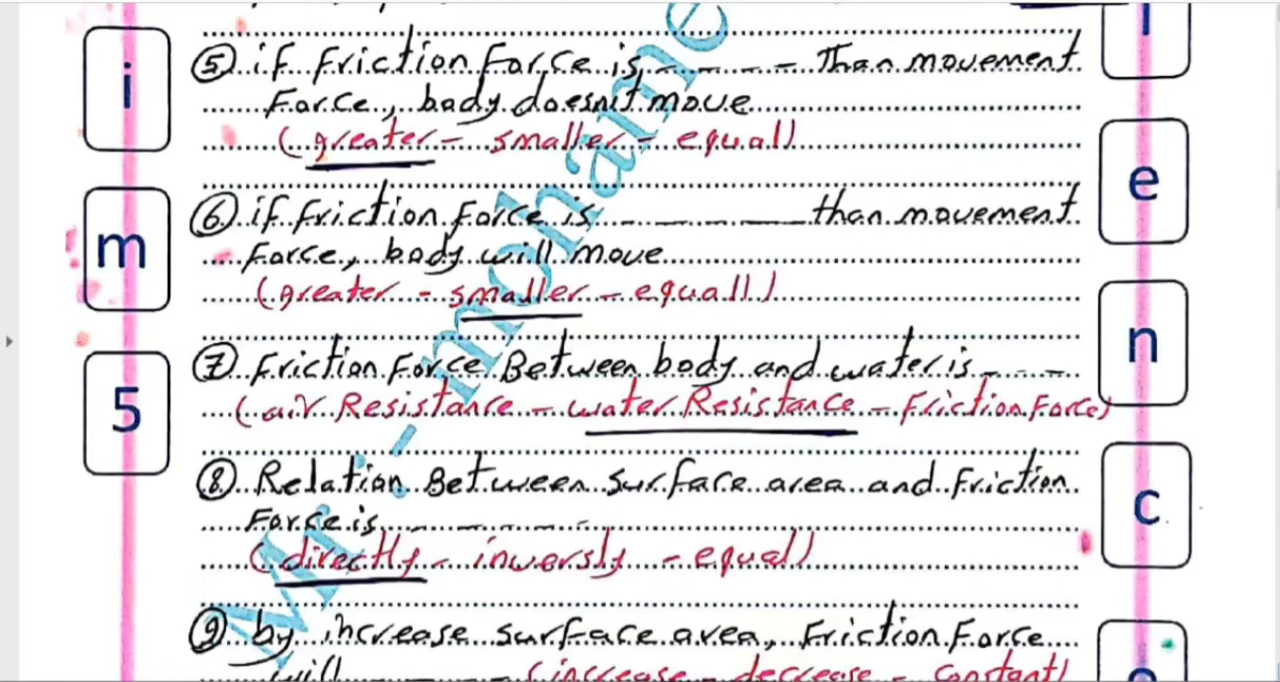 5 if friction Force is, - - - - - Than movement
Force, body doesn't move
(greater - smaller - equal)
6 if friction force is - - - - than movement
Force, body will move
(greater - smaller - equall)
7 Friction Force Between body and water is - - -
(air Resistance - water Resistance - Friction Force)
8 Relation Between surface area and Friction
Force is, - - - - - -
(directly - inversly - equal)
9 by increase surface area, Friction Force
will - - - - (increase - decrease - constant)
i
m
5
e
n
c
Mr - mohame